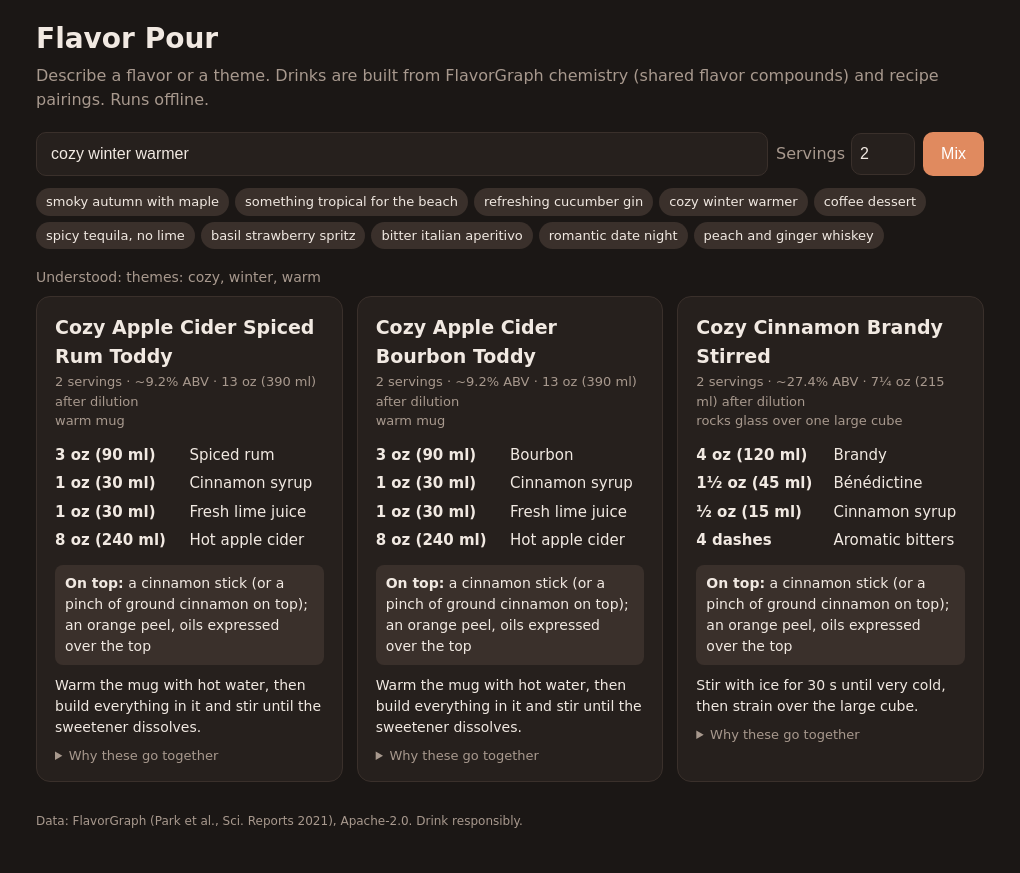 Flavor Pour
Describe a flavor or a theme. Drinks are built from FlavorGraph chemistry (shared flavor compounds) and recipe
pairings. Runs offline.
cozy winter warmer
Servings 2 Mix
smoky autumn with maple
something tropical for the beach
refreshing cucumber gin
cozy winter warmer
coffee dessert
spicy tequila, no lime
basil strawberry spritz
bitter italian aperitivo
romantic date night
peach and ginger whiskey
Understood: themes: cozy, winter, warm
Cozy Apple Cider Spiced
Rum Toddy
2 servings · ~9.2% ABV · 13 oz (390 ml)
after dilution
warm mug
3 oz (90 ml) Spiced rum
1 oz (30 ml) Cinnamon syrup
1 oz (30 ml) Fresh lime juice
8 oz (240 ml) Hot apple cider
On top: a cinnamon stick (or a
pinch of ground cinnamon on top);
an orange peel, oils expressed
over the top
Warm the mug with hot water, then
build everything in it and stir until the
sweetener dissolves.
▶ Why these go together
Cozy Apple Cider
Bourbon Toddy
2 servings · ~9.2% ABV · 13 oz (390 ml)
after dilution
warm mug
3 oz (90 ml) Bourbon
1 oz (30 ml) Cinnamon syrup
1 oz (30 ml) Fresh lime juice
8 oz (240 ml) Hot apple cider
On top: a cinnamon stick (or a
pinch of ground cinnamon on top);
an orange peel, oils expressed
over the top
Warm the mug with hot water, then
build everything in it and stir until the
sweetener dissolves.
▶ Why these go together
Cozy Cinnamon Brandy
Stirred
2 servings · ~27.4% ABV · 7¼ oz (215
ml) after dilution
rocks glass over one large cube
4 oz (120 ml) Brandy
1½ oz (45 ml) Bénédictine
½ oz (15 ml) Cinnamon syrup
4 dashes Aromatic bitters
On top: a cinnamon stick (or a
pinch of ground cinnamon on top);
an orange peel, oils expressed
over the top
Stir with ice for 30 s until very cold,
then strain over the large cube.
▶ Why these go together
Data: FlavorGraph (Park et al., Sci. Reports 2021), Apache-2.0. Drink responsibly.